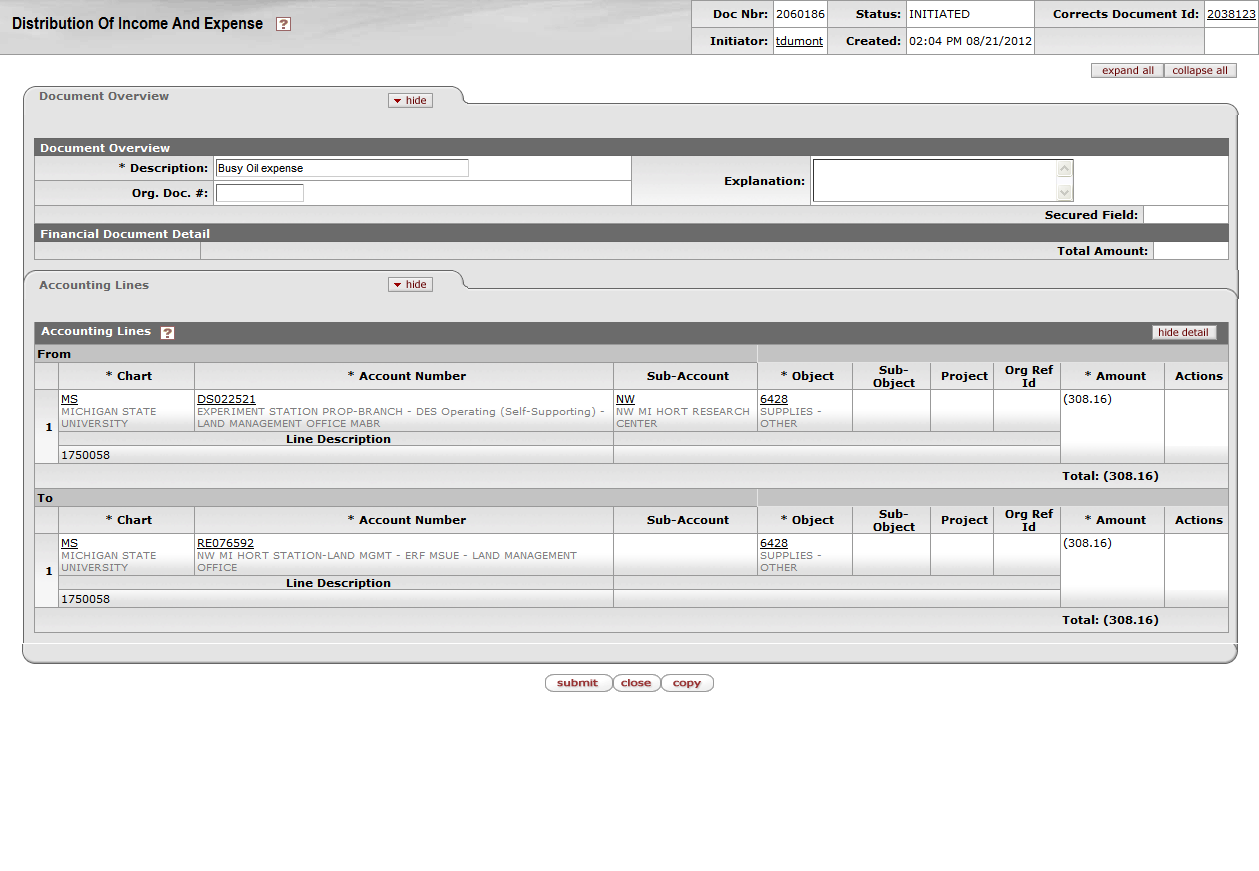 Distribution Of Income And Expense ?
Doc Nbr: 2060186 Status: INITIATED Corrects Document Id: 2038123
Initiator: tdumont Created: 02:04 PM 08/21/2012
expand all collapse all
Document Overview hide
Document Overview
* Description: Busy Oil expense Explanation:
Org. Doc. #:
Secured Field:
Financial Document Detail
Total Amount:
Accounting Lines hide
Accounting Lines ? hide detail
From
* Chart * Account Number Sub-Account * Object Sub-Object Project Org Ref Id * Amount Actions
1 MS DS022521 NW 6428 (308.16)
MICHIGAN STATE UNIVERSITY EXPERIMENT STATION PROP-BRANCH - DES Operating (Self-Supporting) - LAND MANAGEMENT OFFICE MABR NW MI HORT RESEARCH CENTER SUPPLIES - OTHER
Line Description
1750058
Total: (308.16)
To
* Chart * Account Number Sub-Account * Object Sub-Object Project Org Ref Id * Amount Actions
1 MS RE076592 6428 (308.16)
MICHIGAN STATE UNIVERSITY NW MI HORT STATION-LAND MGMT - ERF MSUE - LAND MANAGEMENT OFFICE SUPPLIES - OTHER
Line Description
1750058
Total: (308.16)
submit close copy